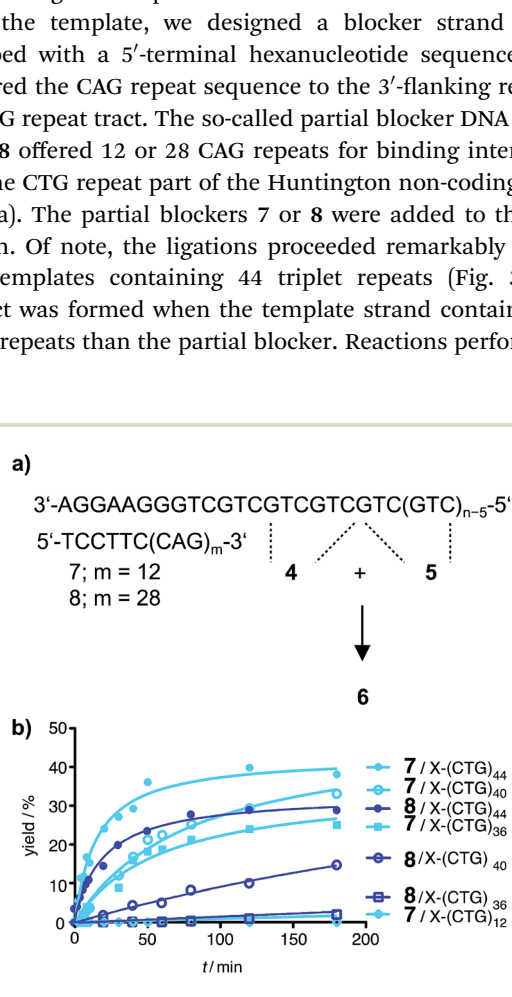 the template, we designed a blocker strand
ped with a 5′-terminal hexanucleotide sequence
red the CAG repeat sequence to the 3′-flanking re
G repeat tract. The so-called partial blocker DNA
8 offered 12 or 28 CAG repeats for binding inter
ne CTG repeat part of the Huntington non-coding
a). The partial blockers 7 or 8 were added to th
n. Of note, the ligations proceeded remarkably
emplates containing 44 triplet repeats (Fig. 3
ct was formed when the template strand contain
repeats than the partial blocker. Reactions perfor
a)
3‘-AGGAAGGGTCGTCGTCGTCGTC(GTC)n–5-5‘
5‘-TCCTTC(CAG)m-3‘
7; m = 12
4 + 5
8; m = 28
6
b)
50
40
30
20
10
0
yield / %
0 50 100 150 200
t / min
7 / X-(CTG)44
7 / X-(CTG)40
8 / X-(CTG)44
7 / X-(CTG)36
8 / X-(CTG) 40
8 / X-(CTG) 36
7 / X-(CTG)12